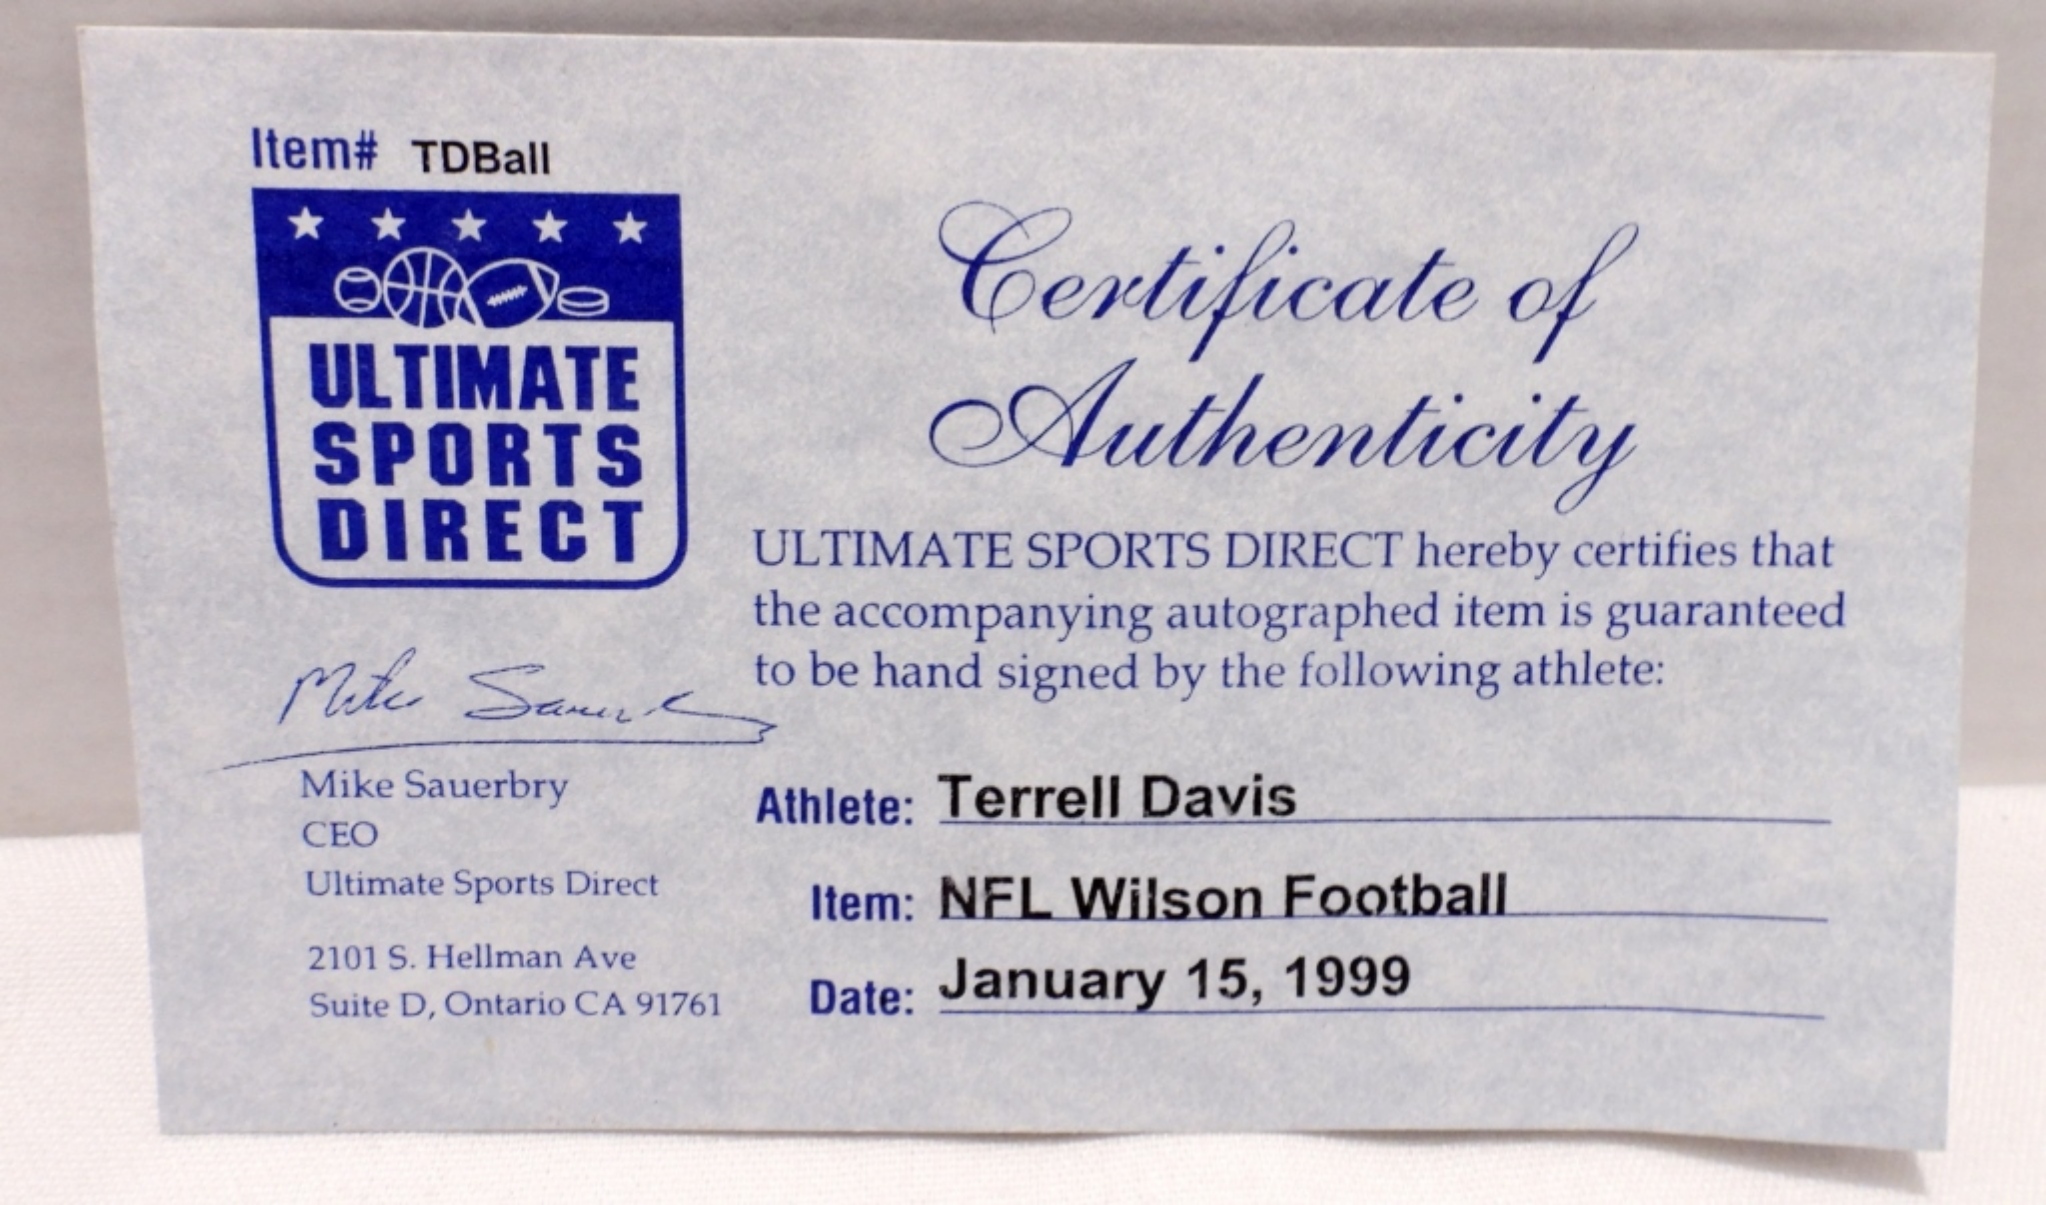 Item# TDBall
ULTIMATE
SPORTS
DIRECT
Certificate of
Authenticity
ULTIMATE SPORTS DIRECT hereby certifies that
the accompanying autographed item is guaranteed
to be hand signed by the following athlete:
Mike Sauerbry
Mike Sauerbry
CEO
Ultimate Sports Direct
2101 S. Hellman Ave
Suite D, Ontario CA 91761
Athlete: Terrell Davis
Item: NFL Wilson Football
Date: January 15, 1999